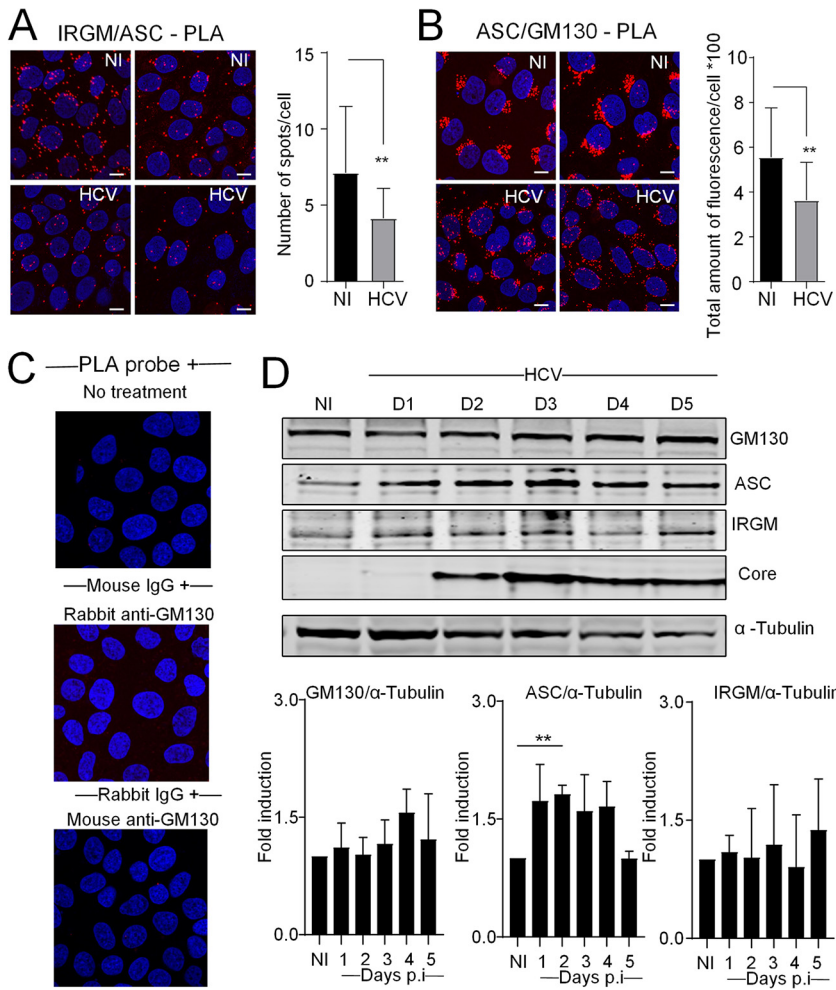 A
IRGM/ASC - PLA
NI
NI
HCV
HCV
Number of spots/cell
15
10
5
0
**
NI
HCV
B
ASC/GM130 - PLA
NI
NI
HCV
HCV
Total amount of fluorescence/cell *100
10
8
6
4
2
0
**
NI
HCV
C
PLA probe +
No treatment
Mouse IgG +
Rabbit anti-GM130
Rabbit IgG +
Mouse anti-GM130
D
HCV
NI D1 D2 D3 D4 D5
GM130
ASC
IRGM
Core
α -Tubulin
GM130/α-Tubulin
Fold induction
3.0
1.5
0.0
NI 1 2 3 4 5
Days p.i
ASC/α-Tubulin
Fold induction
3.0
1.5
0.0
**
NI 1 2 3 4 5
Days p.i
IRGM/α-Tubulin
Fold induction
3.0
1.5
0.0
NI 1 2 3 4 5
Days p.i